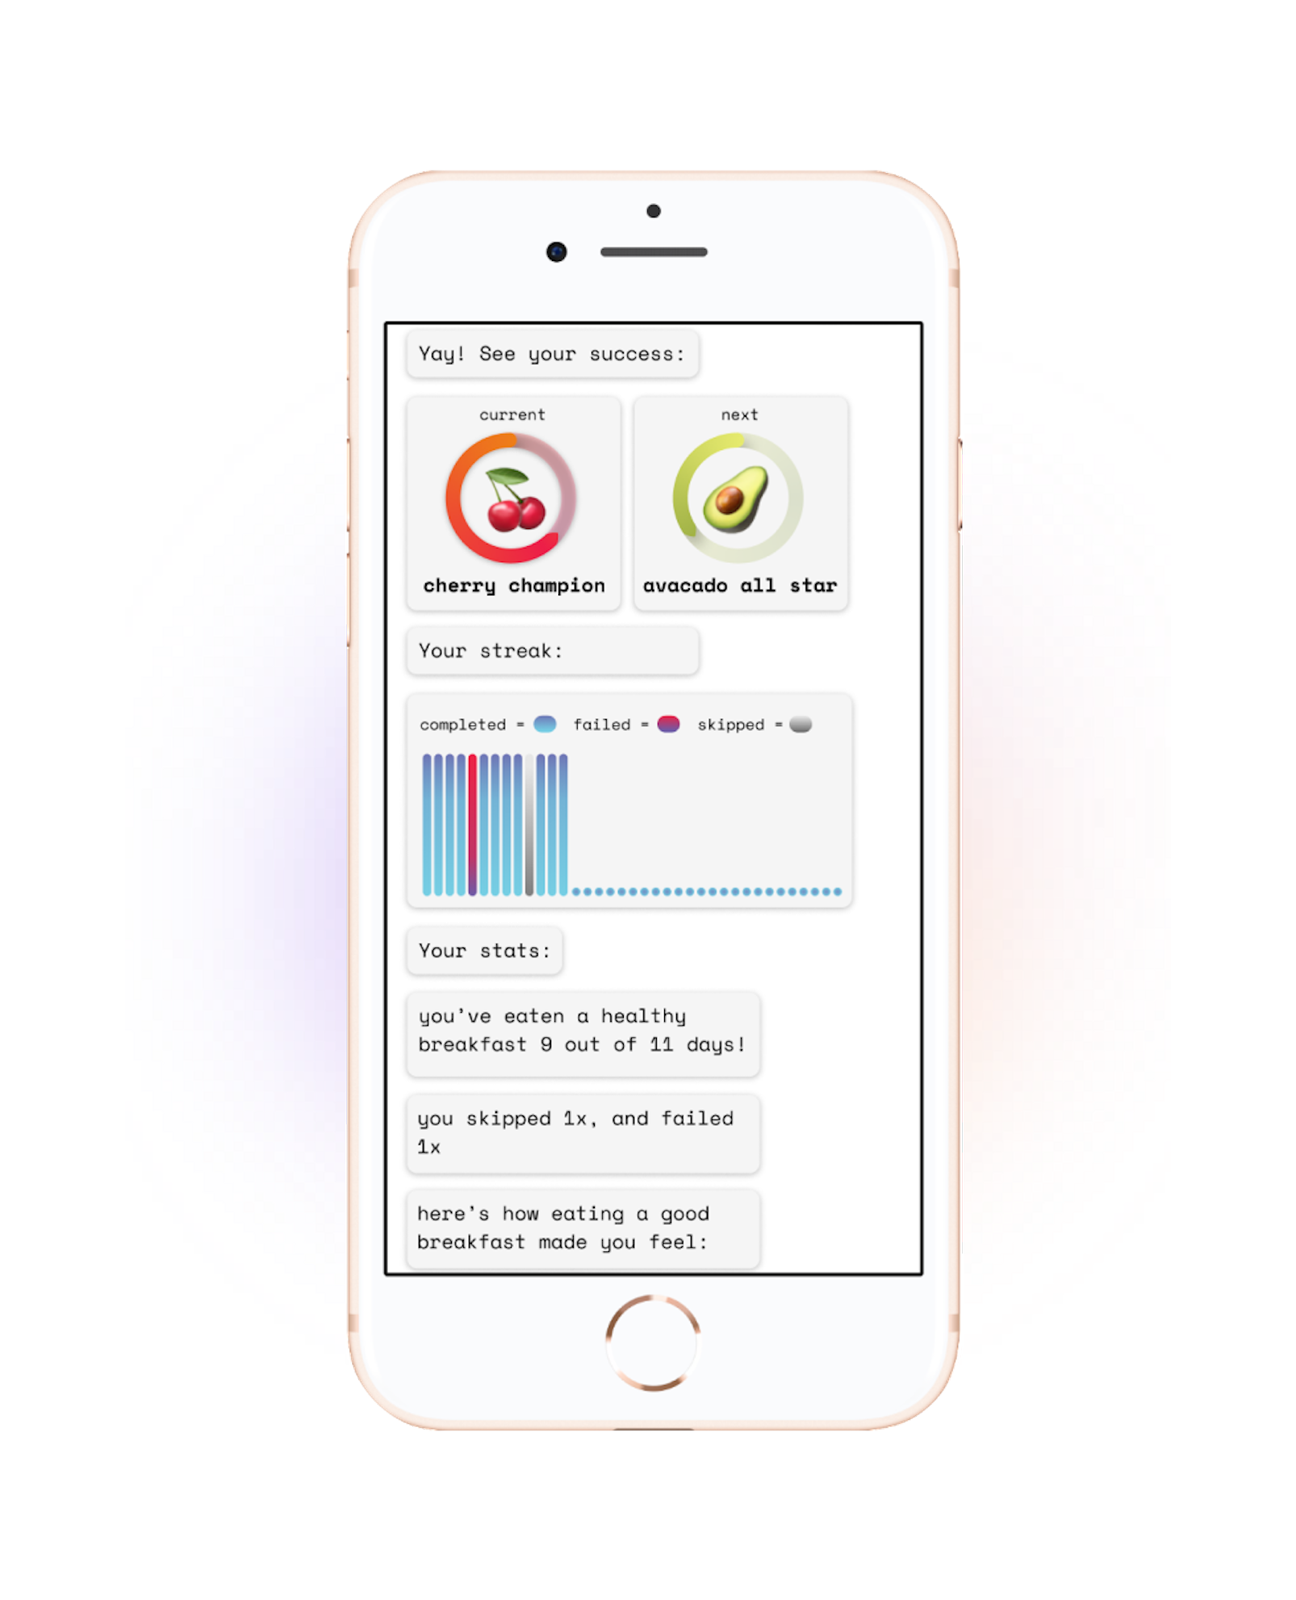 Yay! See your success:
current
next
cherry champion
avacado all star
Your streak:
completed =
failed =
skipped =
Your stats:
you’ve eaten a healthy
breakfast 9 out of 11 days!
you skipped 1x, and failed
1x
here’s how eating a good
breakfast made you feel: